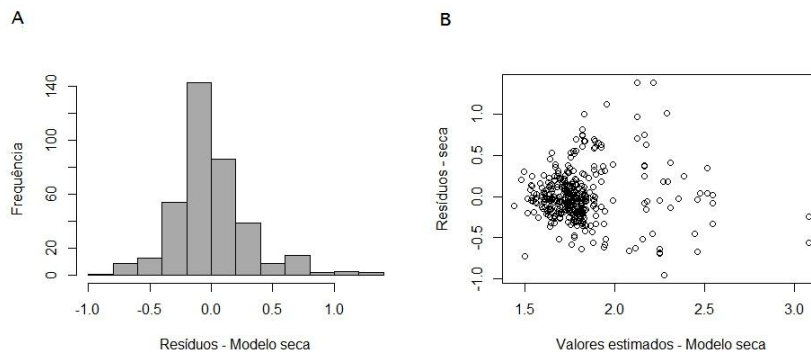 A
Frequência
140
100
60
20
0
-1.0 -0.5 0.0 0.5 1.0
Resíduos - Modelo seca
B
Resíduos - seca
1.0
0.5
0.0
-0.5
-1.0
1.5 2.0 2.5 3.0
Valores estimados - Modelo seca